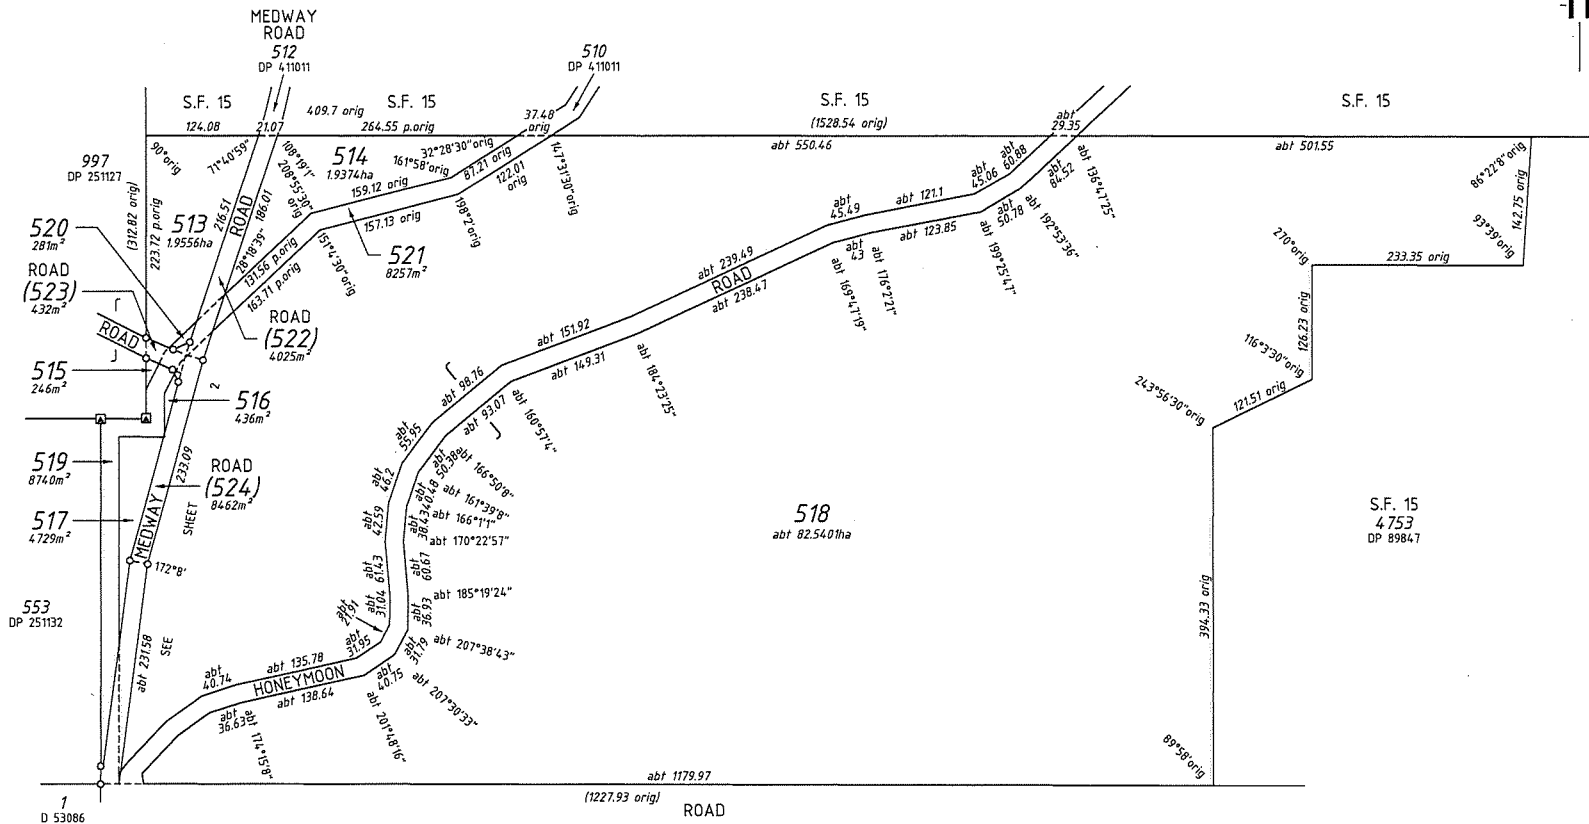 MEDWAY
ROAD
512
DP 411011
510
DP 411011
S.F. 15
S.F. 15
S.F. 15
S.F. 15
409.7 orig
124.08
21.07
264.55 p.orig
37.48
orig
(1528.54 orig)
abt 550.46
abt
29.35
abt 501.55
997
DP 251127
90°orig
71°40'59"
108°19'1"
208°55'30"
orig
514
1.9374ha
161°58'orig
32°28'30"orig
87.21 orig
122.01
orig
147°31'30"orig
159.12 orig
157.13 orig
198°2'orig
151°4'30"orig
521
8257m²
(312.82 orig)
223.72 p.orig
513
1.9556ha
216.51
ROAD
186.01
28°18'39"
131.56 p.orig
163.71 p.orig
520
281m²
ROAD
(523)
432m²
ROAD
ROAD
(522)
4025m²
515
246m²
516
436m²
519
8740m²
517
4729m²
ROAD
(524)
8462m²
233.09
MEDWAY
SHEET
2
SEE
172°8'
abt 231.58
553
DP 251132
1
D 53086
abt
45.06
abt
60.88
abt
84.52
abt 136°47'25"
abt 121.1
abt
45.49
abt 123.85
abt
50.78
abt 192°53'36"
abt 199°25'47"
abt
43
abt 176°2'21"
abt 169°47'19"
abt 239.49
ROAD
abt 238.47
abt 151.92
abt 149.31
abt 184°23'25"
abt 98.76
abt 93.07
abt 160°57'4"
abt
55.95
abt
50.38
abt 166°50'8"
abt
46.2
abt
40.48
abt 161°39'8"
abt
42.59
abt
38.43
abt 166°1'1"
abt 170°22'57"
abt
61.43
abt
60.67
abt 185°19'24"
abt
31.04
abt
36.93
abt
21.91
abt
31.79
abt 207°38'43"
abt
31.95
abt
40.75
abt 207°30'33"
abt 201°48'16"
abt 135.78
HONEYMOON
abt 138.64
abt
40.74
abt
36.63
abt 174°15'8"
518
abt 82.5401ha
86°22'8"orig
142.75 orig
93°39'orig
233.35 orig
270°orig
126.23 orig
116°3'30"orig
121.51 orig
243°56'30"orig
394.33 orig
89°58'orig
S.F. 15
4753
DP 89847
abt 1179.97
(1227.93 orig)
ROAD